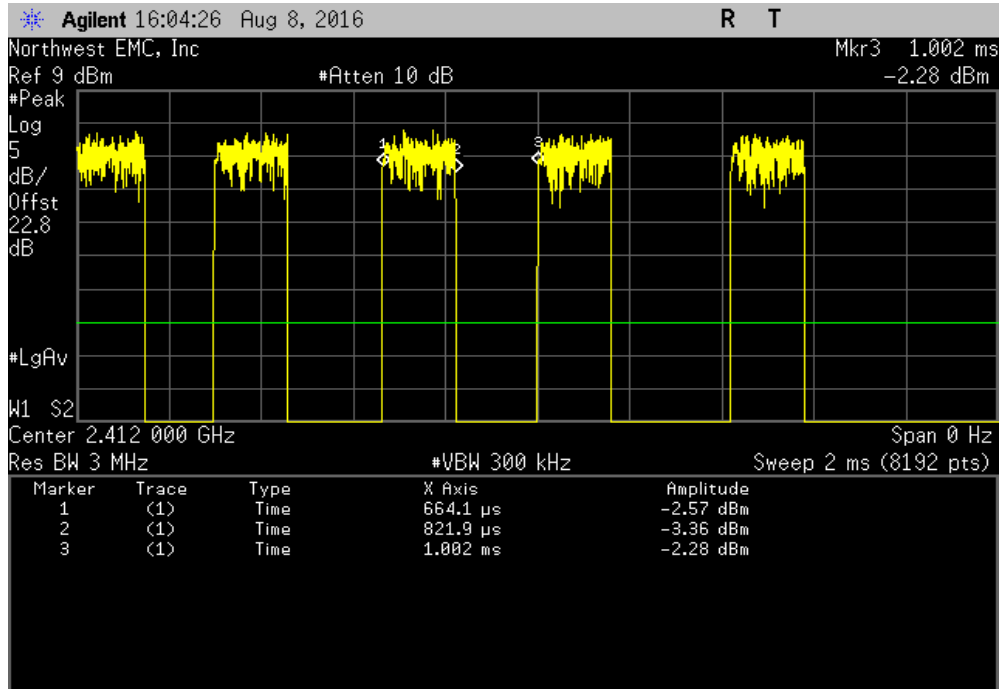 Agilent 16:04:26 Aug 8, 2016 R T
Northwest EMC, Inc Mkr3 1.002 ms
Ref 9 dBm #Atten 10 dB -2.28 dBm
#Peak
Log
5
dB/
Offst
22.8
dB
1 2 3
#LgAv
W1 S2
Center 2.412 000 GHz Span 0 Hz
Res BW 3 MHz #VBW 300 kHz Sweep 2 ms (8192 pts)
Marker Trace Type X Axis Amplitude
1 (1) Time 664.1 µs -2.57 dBm
2 (1) Time 821.9 µs -3.36 dBm
3 (1) Time 1.002 ms -2.28 dBm